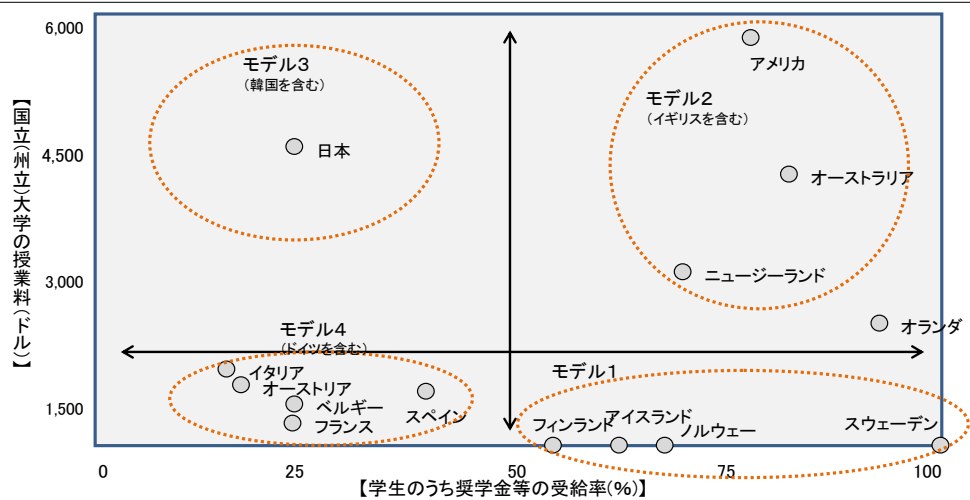 6,000
4,500
3,000
1,500
【国立(州立)大学の授業料(ドル)】
モデル3
(韓国を含む)
日本
アメリカ
モデル2
(イギリスを含む)
オーストラリア
ニュージーランド
オランダ
モデル4
(ドイツを含む)
イタリア
オーストリア
ベルギー
フランス
スペイン
モデル1
フィンランド
アイスランド
ノルウェー
スウェーデン
0
25
50
75
100
【学生のうち奨学金等の受給率(%)】